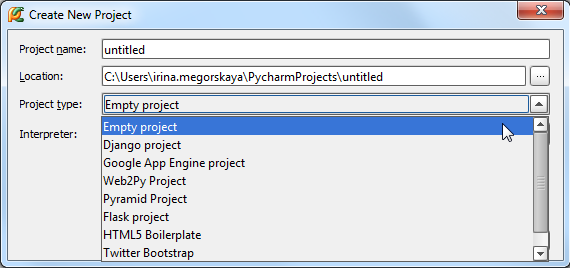 Create New Project
Project name: untitled
Location: C:\Users\irina.megorskaya\PycharmProjects\untitled ...
Project type: Empty project
Interpreter:
Empty project
Django project
Google App Engine project
Web2Py Project
Pyramid Project
Flask project
HTML5 Boilerplate
Twitter Bootstrap